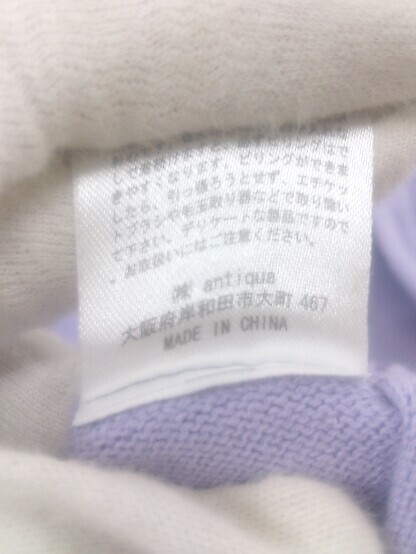 きやすくなります。ピリングができま
したら、引っ張ろうとせず、エチケッ
トブラシや毛玉取り器などで取り除い
て下さい。デリケートな製品ですので
、お取扱いにはご注意ください。
㈱ antiqua
大阪府岸和田市大町 467
MADE IN CHINA